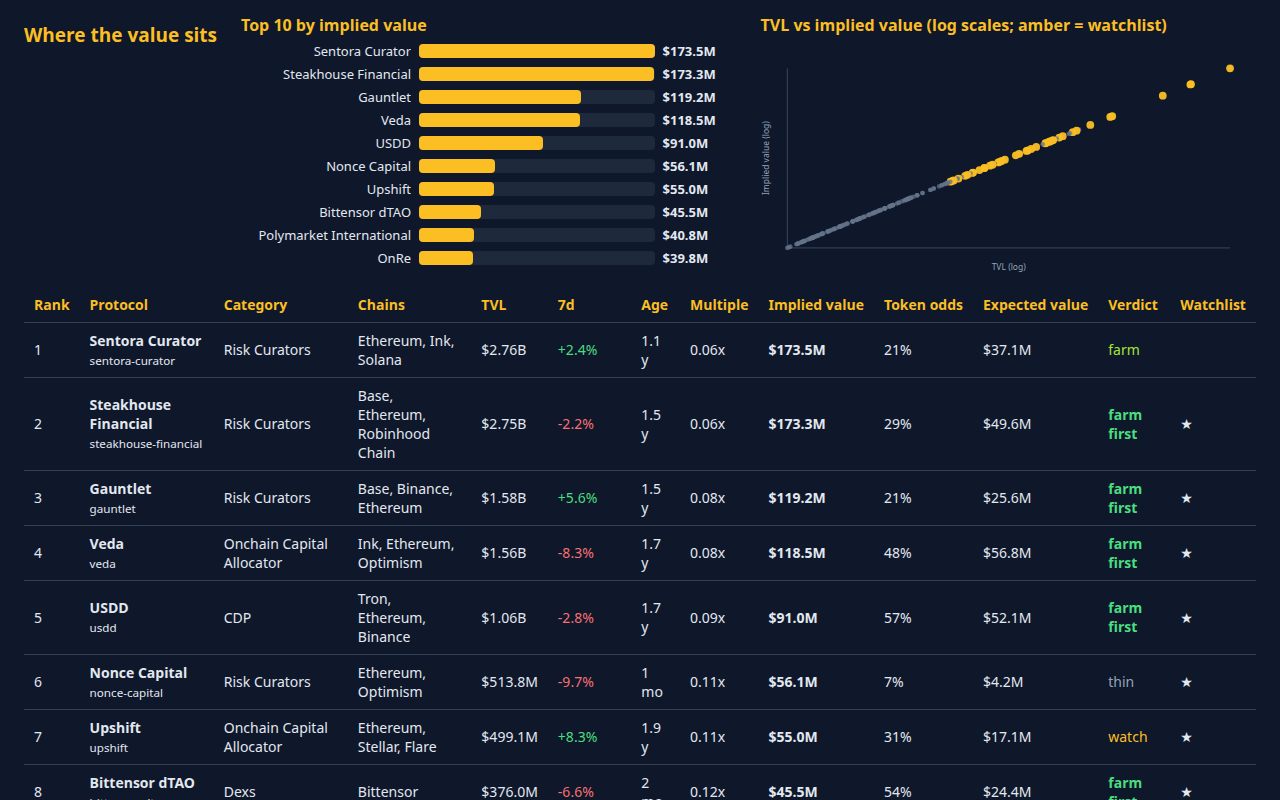 Where the value sits
Top 10 by implied value
Sentora Curator $173.5M
Steakhouse Financial $173.3M
Gauntlet $119.2M
Veda $118.5M
USDD $91.0M
Nonce Capital $56.1M
Upshift $55.0M
Bittensor dTAO $45.5M
Polymarket International $40.8M
OnRe $39.8M
TVL vs implied value (log scales; amber = watchlist)
Implied value (log)
TVL (log)
Rank Protocol Category Chains TVL 7d Age Multiple Implied value Token odds Expected value Verdict Watchlist
1 Sentora Curator sentora-curator Risk Curators Ethereum, Ink, Solana $2.76B +2.4% 1.1 y 0.06x $173.5M 21% $37.1M farm
2 Steakhouse Financial steakhouse-financial Risk Curators Base, Ethereum, Robinhood Chain $2.75B -2.2% 1.5 y 0.06x $173.3M 29% $49.6M farm first ★
3 Gauntlet gauntlet Risk Curators Base, Binance, Ethereum $1.58B +5.6% 1.5 y 0.08x $119.2M 21% $25.6M farm first ★
4 Veda veda Onchain Capital Allocator Ink, Ethereum, Optimism $1.56B -8.3% 1.7 y 0.08x $118.5M 48% $56.8M farm first ★
5 USDD usdd CDP Tron, Ethereum, Binance $1.06B -2.8% 1.7 y 0.09x $91.0M 57% $52.1M farm first ★
6 Nonce Capital nonce-capital Risk Curators Ethereum, Optimism $513.8M -9.7% 1 mo 0.11x $56.1M 7% $4.2M thin ★
7 Upshift upshift Onchain Capital Allocator Ethereum, Stellar, Flare $499.1M +8.3% 1.9 y 0.11x $55.0M 31% $17.1M watch ★
8 Bittensor dTAO Dexs Bittensor $376.0M -6.6% 2 0.12x $45.5M 54% $24.4M farm ★